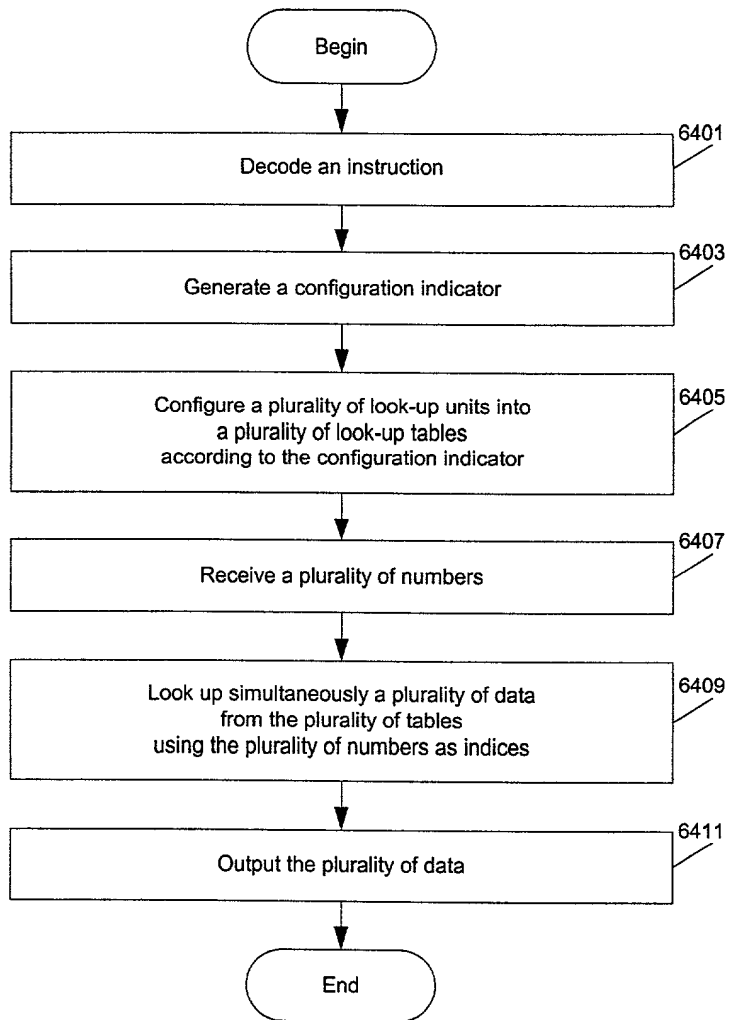 Begin
6401
Decode an instruction
6403
Generate a configuration indicator
6405
Configure a plurality of look-up units into
a plurality of look-up tables
according to the configuration indicator
6407
Receive a plurality of numbers
6409
Look up simultaneously a plurality of data
from the plurality of tables
using the plurality of numbers as indices
6411
Output the plurality of data
End